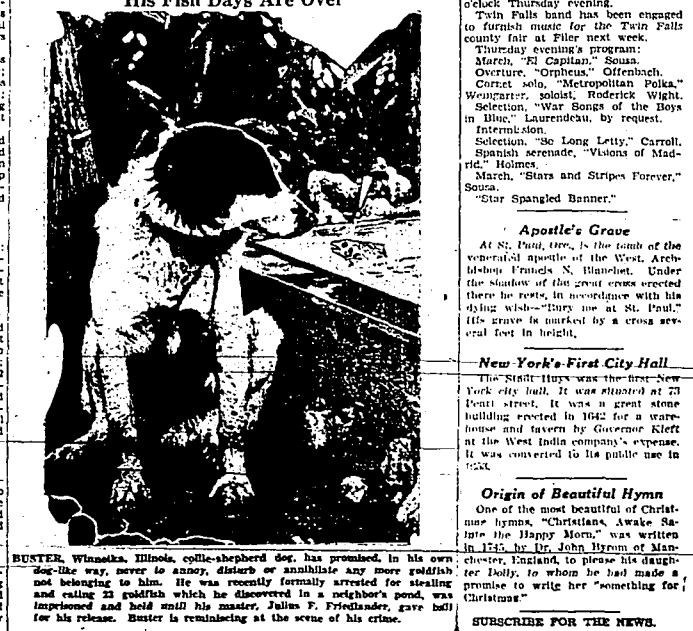 His Fish Days Are Over
BUSTER, Winnetka, Illinois, collie-shepherd dog, has promised, in his own
dog-like way, never to annoy, disturb or annihilate any more goldfish
not belonging to him. He was recently formally arrested for stealing
and eating 23 goldfish which he discovered in a neighbor's pond, was
imprisoned and held until his master, Julius F. Friedlander, gave bail
for his release. Buster is reminiscing at the scene of his crime.
o'clock Thursday evening.
Twin Falls band has been engaged
to furnish music for the Twin Falls
county fair at Filer next week.
Thursday evening's program:
March, "El Capitan," Sousa.
Overture, "Orpheus," Offenbach.
Cornet solo, "Metropolitan Polka,"
Weingarter, soloist, Roderick Wight.
Selection, "War Songs of the Boys
in Blue," Laurendeau, by request.
Intermission.
Selection, "So Long Letty," Carroll.
Spanish serenade, "Visions of Mad-
rid," Holmes.
March, "Stars and Stripes Forever,"
Sousa.
"Star Spangled Banner."
Apostle's Grave
At St. Paul, Ore., is the tomb of the
venerated apostle of the West, Arch-
bishop Francis N. Blanchet. Under
the shadow of the great cross erected
there he rests, in accordance with his
dying wish—"Bury me at St. Paul."
His grave is marked by a cross sev-
eral feet in height.
New York's First City Hall
The Stadt Huys was the first New
York city hall. It was situated at 73
Pearl street. It was a great stone
building erected in 1642 for a ware-
house and tavern by Governor Kieft
at the West India company's expense.
It was converted to its public use in
1653.
Origin of Beautiful Hymn
One of the most beautiful of Christ-
mas hymns, "Christians, Awake Sa-
lute the Happy Morn," was written
in 1745, by Dr. John Byrom of Man-
chester, England, to please his daugh-
ter Dolly, to whom he had made a
promise to write her "something for
Christmas."
SUBSCRIBE FOR THE NEWS.